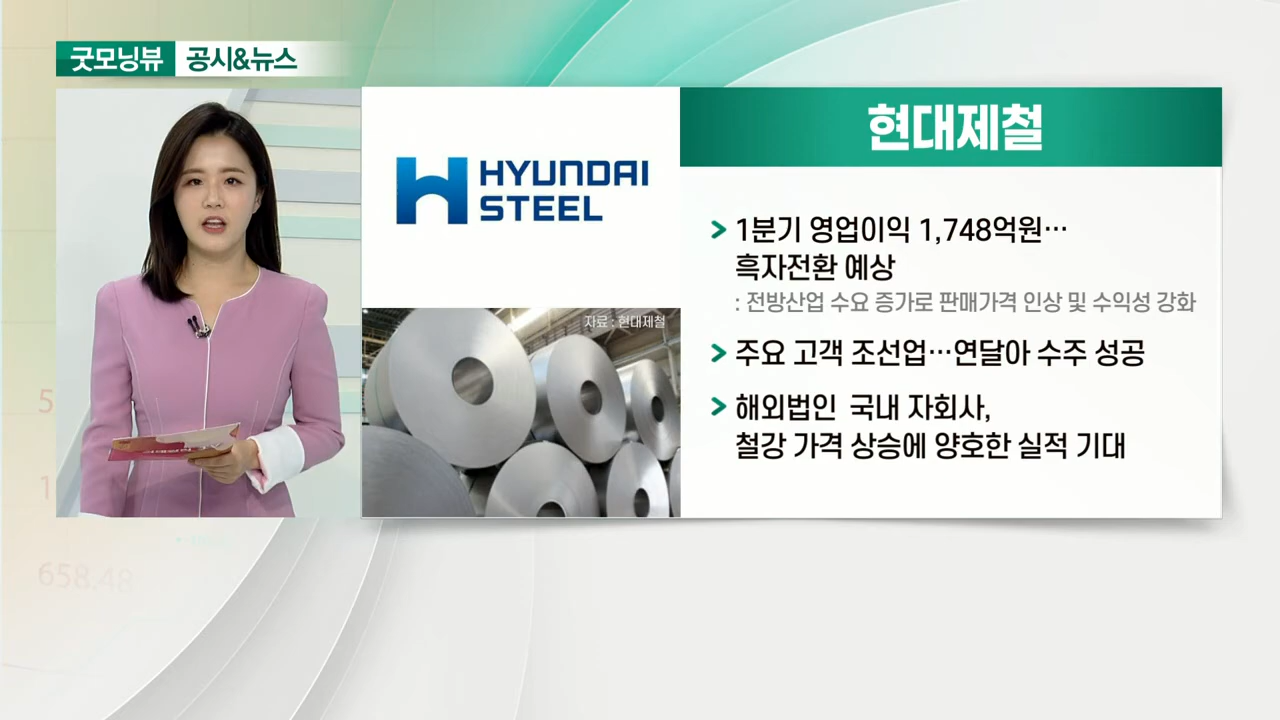 굿모닝뷰 공시&뉴스
HYUNDAI
STEEL
자료 : 현대제철
현대제철
1분기 영업이익 1,748억원…
흑자전환 예상
: 전방산업 수요 증가로 판매가격 인상 및 수익성 강화
주요 고객 조선업…연달아 수주 성공
해외법인 국내 자회사,
철강 가격 상승에 양호한 실적 기대
5
1
658.48